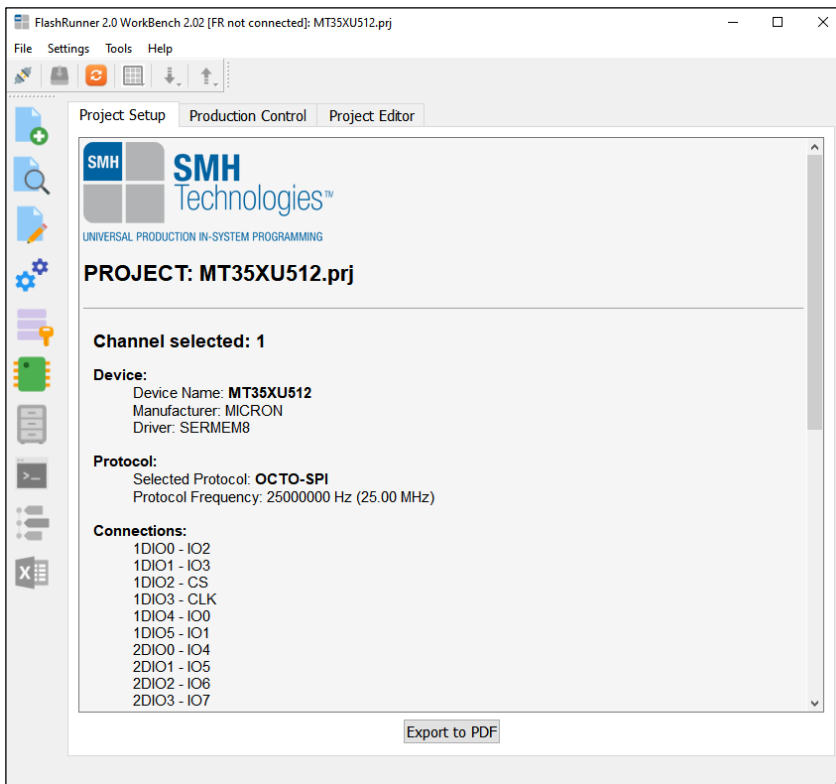 FlashRunner 2.0 WorkBench 2.02 [FR not connected]: MT35XU512.prj
File Settings Tools Help
Project Setup Production Control Project Editor
SMH
SMH
Technologies™
UNIVERSAL PRODUCTION IN-SYSTEM PROGRAMMING
PROJECT: MT35XU512.prj
Channel selected: 1
Device:
Device Name: MT35XU512
Manufacturer: MICRON
Driver: SERMEM8
Protocol:
Selected Protocol: OCTO-SPI
Protocol Frequency: 25000000 Hz (25.00 MHz)
Connections:
1DIO0 - IO2
1DIO1 - IO3
1DIO2 - CS
1DIO3 - CLK
1DIO4 - IO0
1DIO5 - IO1
2DIO0 - IO4
2DIO1 - IO5
2DIO2 - IO6
2DIO3 - IO7
Export to PDF